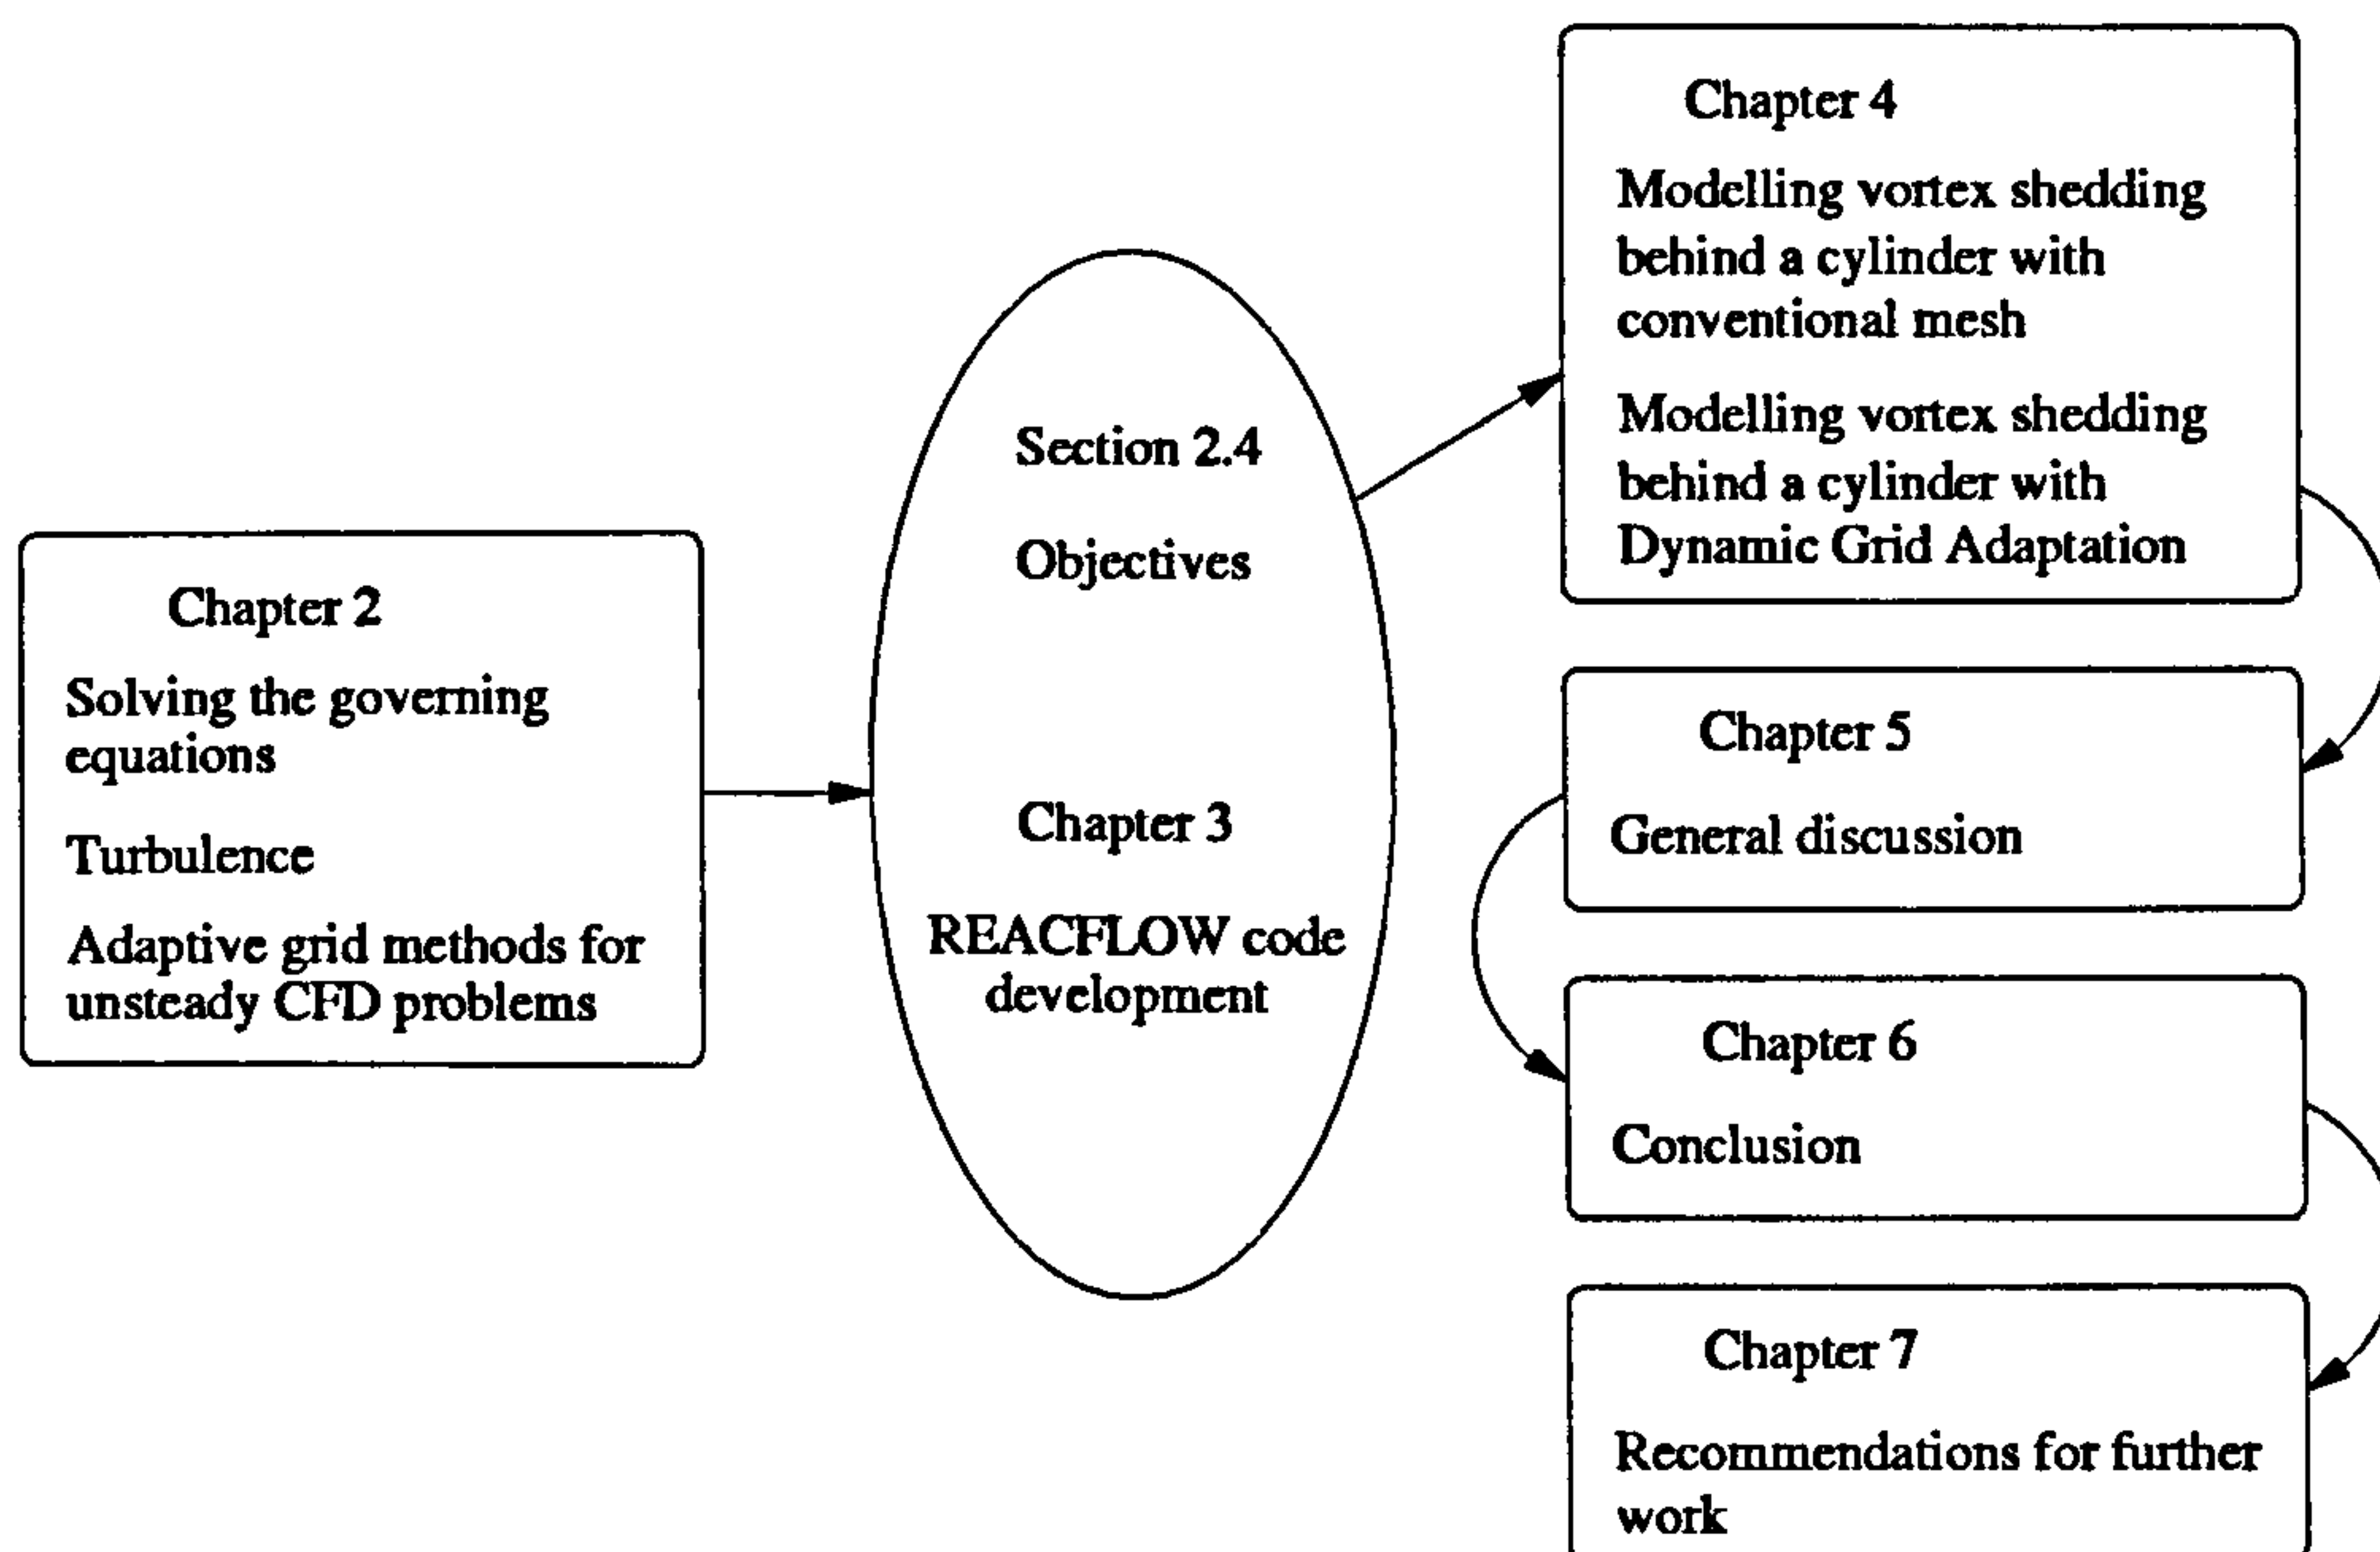 Chapter 2
Solving the governing
equations
Turbulence
Adaptive grid methods for
unsteady CFD problems
Section 2.4
Objectives
Chapter 3
REACFLOW code
development
Chapter 4
Modelling vortex shedding
behind a cylinder with
conventional mesh
Modelling vortex shedding
behind a cylinder with
Dynamic Grid Adaptation
Chapter 5
General discussion
Chapter 6
Conclusion
Chapter 7
Recommendations for further
work